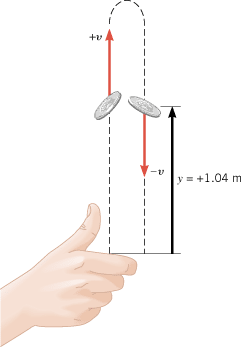 +v
−v
y = +1.04 m